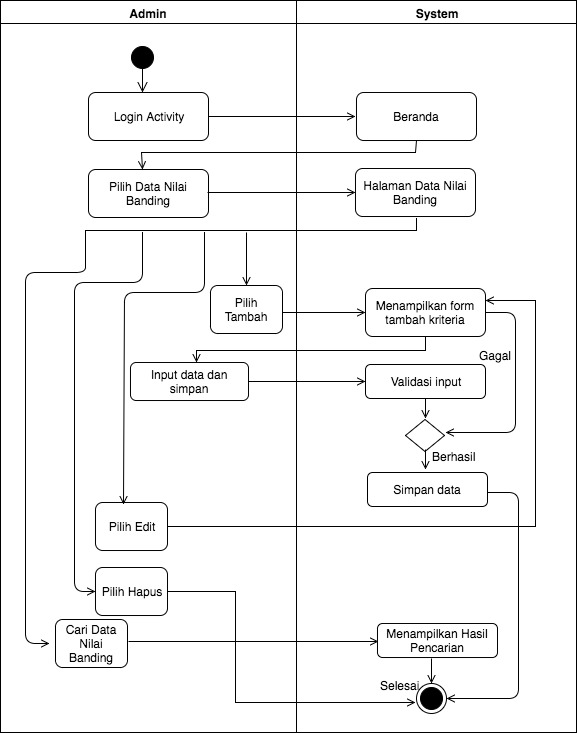 Admin
System
Login Activity
Beranda
Pilih Data Nilai
Banding
Halaman Data Nilai
Banding
Pilih
Tambah
Menampilkan form
tambah kriteria
Gagal
Input data dan
simpan
Validasi input
Berhasil
Simpan data
Pilih Edit
Pilih Hapus
Cari Data
Nilai
Banding
Menampilkan Hasil
Pencarian
Selesai